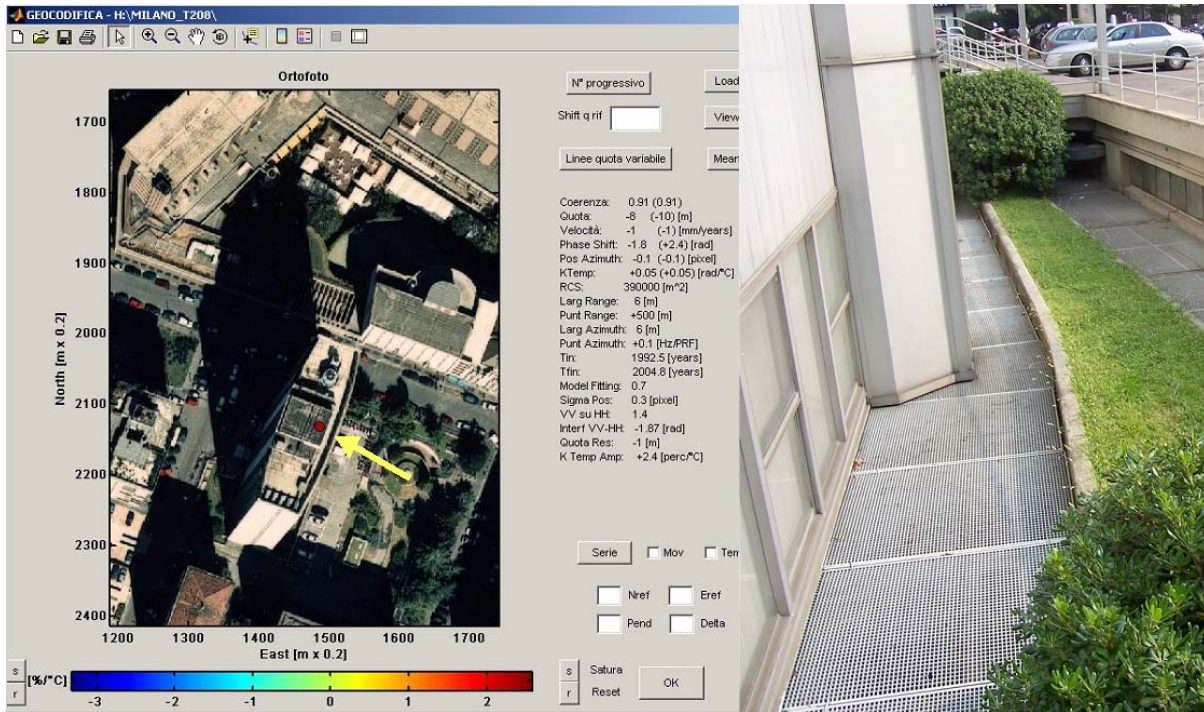 GEOCODIFICA - H:\MILANO_T208\
Ortofoto
1700
1800
1900
2000
2100
2200
2300
2400
North [m x 0.2]
1200 1300 1400 1500 1600 1700
East [m x 0.2]
N° progressivo
Load
Shift q rif
View
Linee quota variabile
Mean
Coerenza: 0.91 (0.91)
Quota: -8 (-10) [m]
Velocità: -1 (-1) [mm/years]
Phase Shift: -1.8 (+2.4) [rad]
Pos Azimuth: -0.1 (-0.1) [pixel]
KTemp: +0.05 (+0.05) [rad/°C]
RCS: 390000 [m^2]
Larg Range: 6 [m]
Punt Range: +500 [m]
Larg Azimuth: 6 [m]
Punt Azimuth: +0.1 [Hz/PRF]
Tin: 1992.5 [years]
Tfin: 2004.8 [years]
Model Fitting: 0.7
Sigma Pos: 0.3 [pixel]
VV su HH: 1.4
Interf VV-HH: -1.87 [rad]
Quota Res: -1 [m]
K Temp Amp: +2.4 [perc/°C]
Serie Mov Tem
Nref Eref
Pend Delta
s
r
[%/°C]
-3 -2 -1 0 1 2
s Satura
r Reset
OK